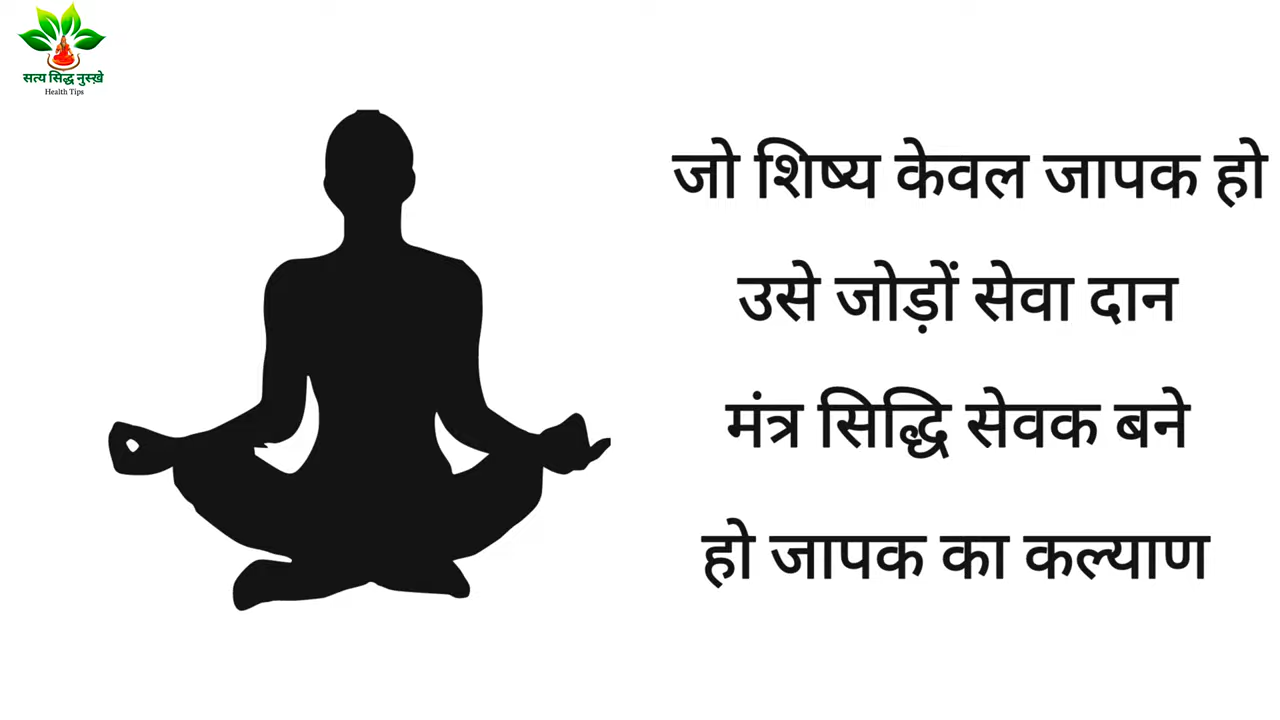 सत्य सिद्ध नुस्ख़े
Health Tips
जो शिष्य केवल जापक हो
उसे जोड़ों सेवा दान
मंत्र सिद्धि सेवक बने
हो जापक का कल्याण